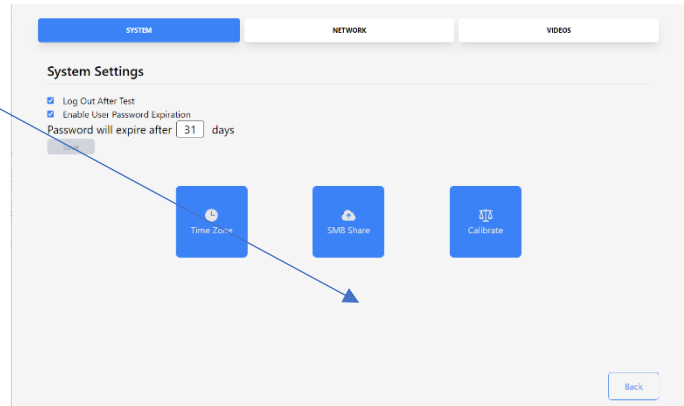 SYSTEM NETWORK VIDEOS
System Settings
Log Out After Test
Enable User Password Expiration
Password will expire after 31 days
Save
Time Zone SMB Share Calibrate
Back